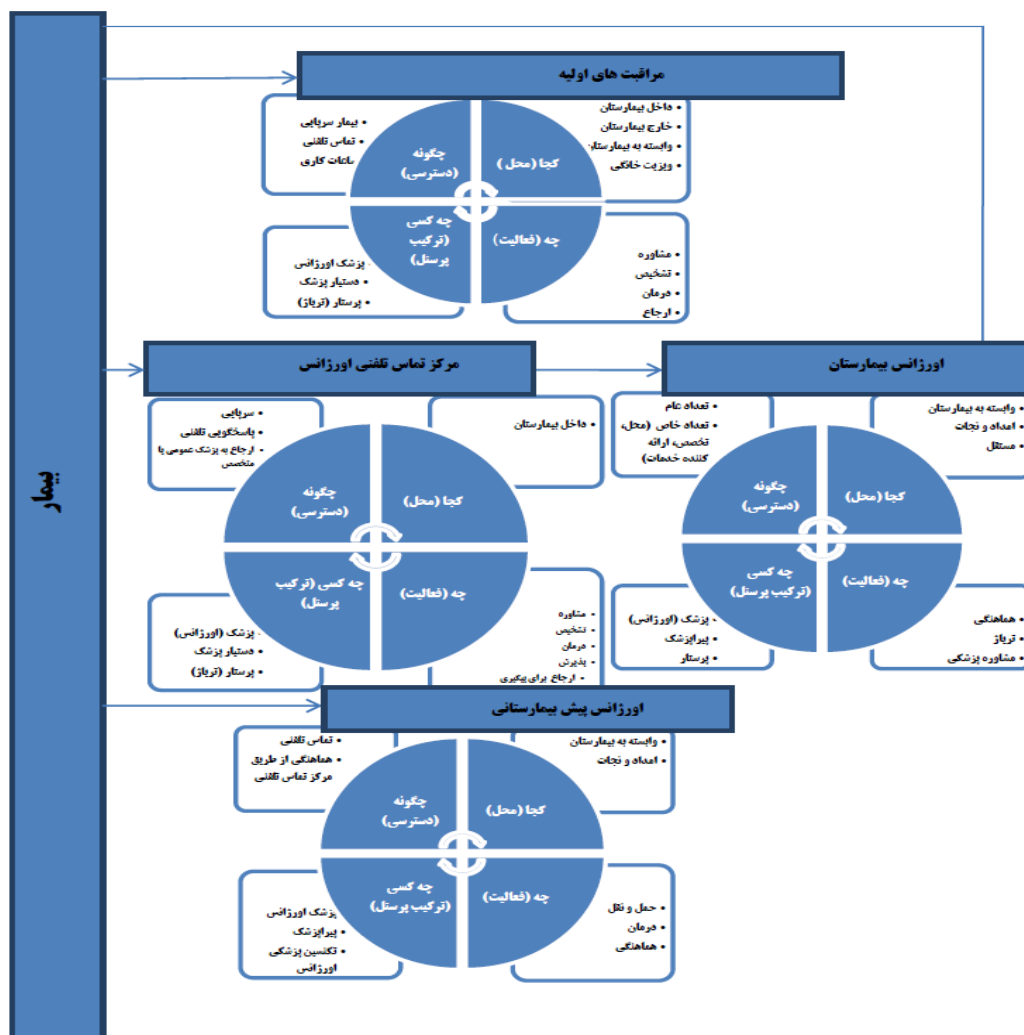 بیمار
مراقبت های اولیه
داخل بیمارستان
خارج بیمارستان
وابسته به بیمارستان
ویزیت خانگی
بیمار سرپایی
تماس تلفنی
کاری
کجا (محل )
چگونه
(دسترسی)
چه (فعالیت)
چه کسی
(ترکیب
پرسنل)
مشاوره
تشخیص
درمان
ارجاع
پزشک اورژانس
دستیار پزشک
پرستار (تریاژ)
اورژانس بیمارستان
وابسته به بیمارستان
امداد و نجات
مستقل
تعداد عام
تعداد خاص (محل،
تخصص، ارائه
کننده خدمات)
کجا (محل)
چگونه
(دسترسی)
چه (فعالیت)
چه کسی
(ترکیب پرسنل)
هماهنگی
تریاژ
مشاوره پزشکی
پزشک (اورژانس)
پیراپزشک
پرستار
مرکز تماس تلفنی اورژانس
داخل بیمارستان
سرپایی
پاسخگویی تلفنی
ارجاع به پزشک عمومی یا
متخصص
کجا (محل)
چگونه
(دسترسی)
چه (فعالیت)
چه کسی (ترکیب
پرسنل)
مشاوره
تشخیص
درمان
پذیرش
ارجاع برای پیگیری
پزشک (اورژانس)
دستیار پزشک
پرستار (تریاژ)
اورژانس پیش بیمارستانی
وابسته به بیمارستان
امداد و نجات
تماس تلفنی
هماهنگی از طریق
مرکز تماس تلفنی
کجا (محل)
چگونه
(دسترسی)
چه (فعالیت)
چه کسی
(ترکیب پرسنل)
حمل و نقل
درمان
هماهنگی
پزشک اورژانس
پیراپزشک
تکنسین پزشکی
اورژانس